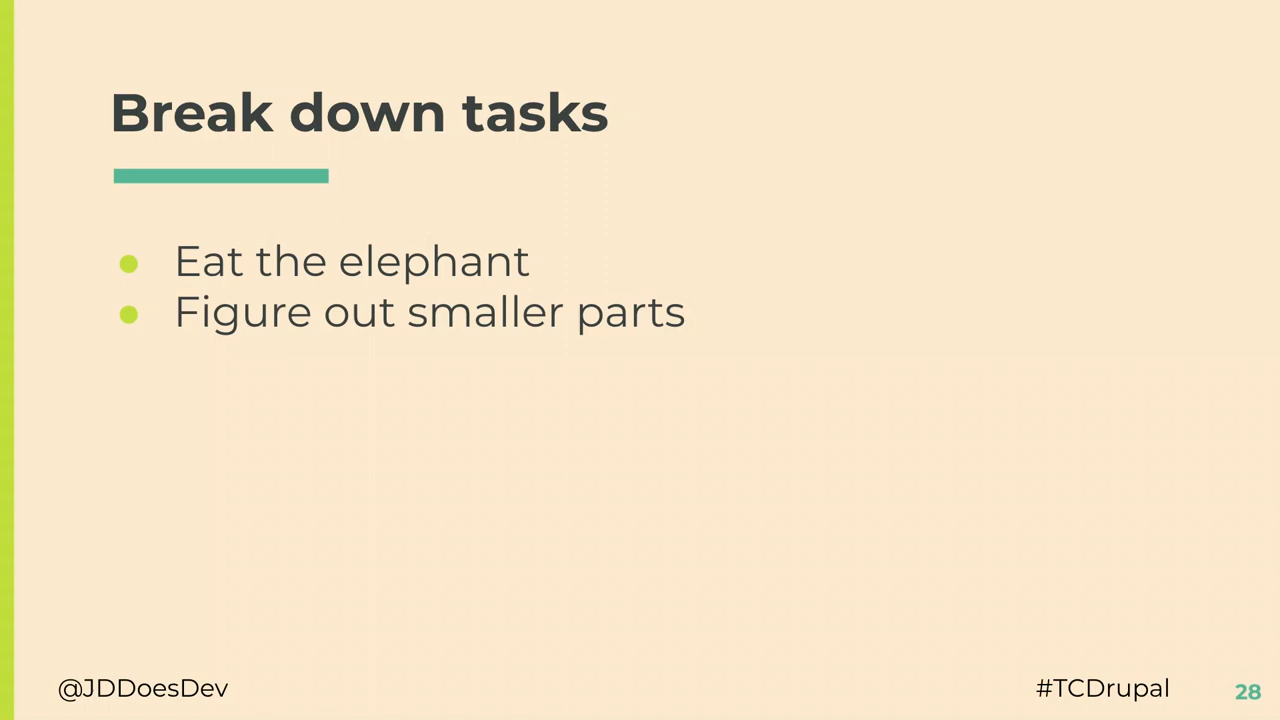 Break down tasks
● Eat the elephant
● Figure out smaller parts
@JDDoesDev
#TCDrupal
28